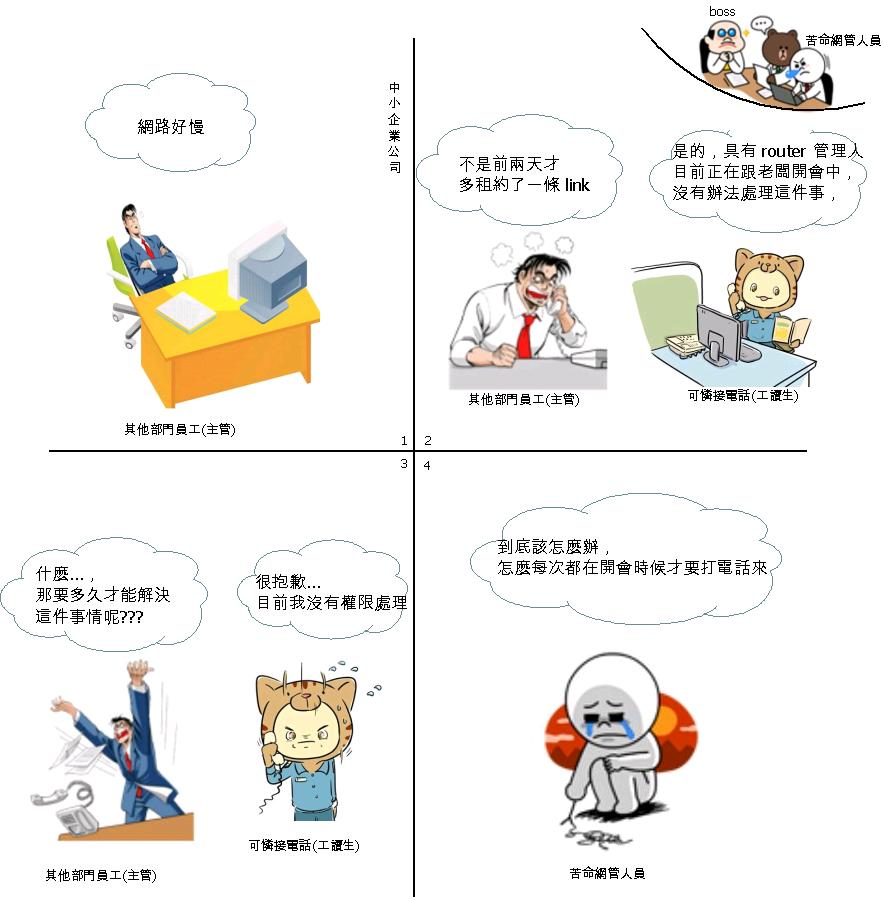 中小企業公司
網路好慢
其他部門員工(主管)
1
2
boss
苦命網管人員
不是前兩天才
多租約了一條 link
是的，具有 router 管理人
目前正在跟老闆開會中，
沒有辦法處理這件事，
其他部門員工(主管)
可憐接電話(工讀生)
3
4
什麼...，
那要多久才能解決
這件事情呢???
很抱歉...
目前我沒有權限處理
其他部門員工(主管)
可憐接電話(工讀生)
到底該怎麼辦，
怎麼每次都在開會時候才要打電話來
苦命網管人員